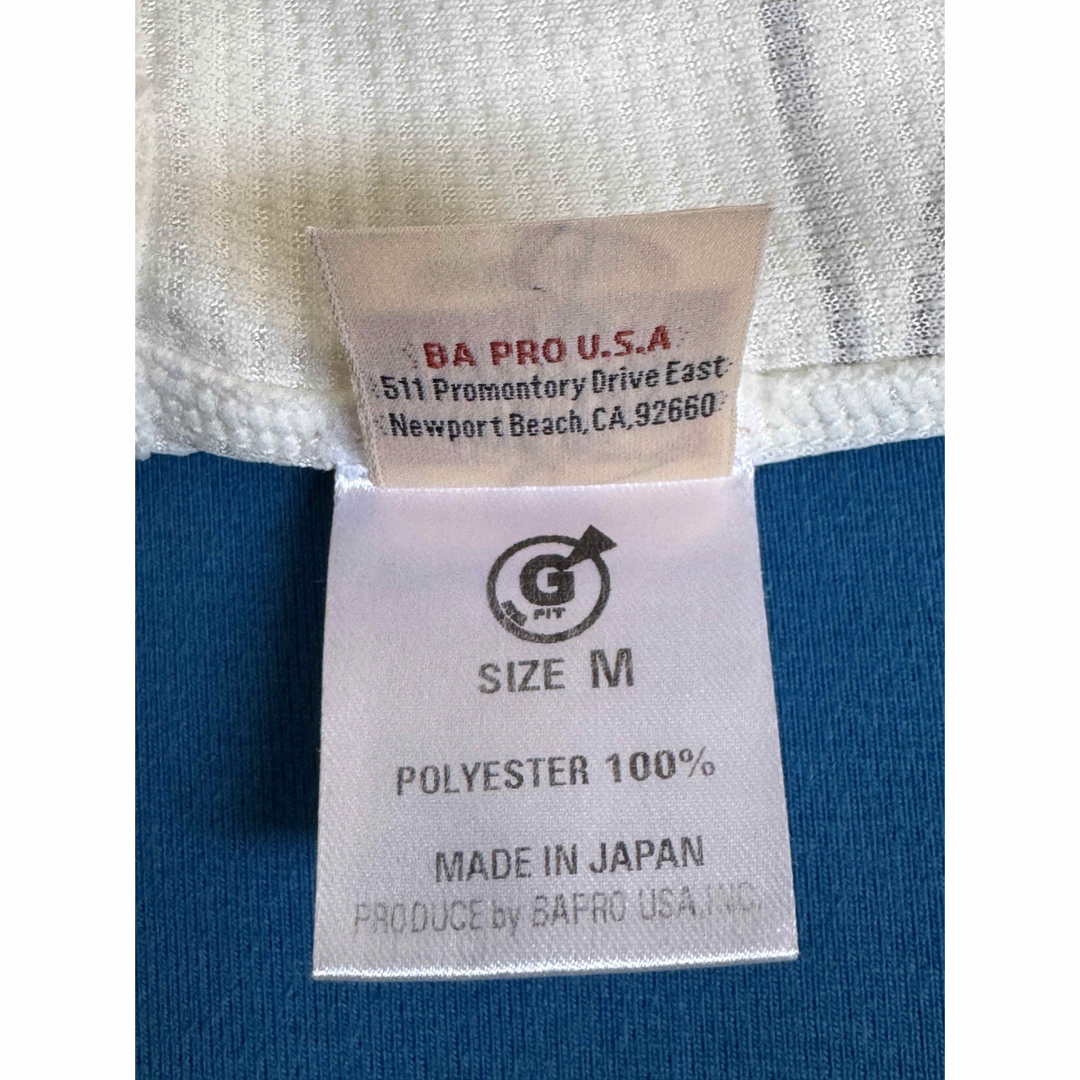 BA PRO U.S.A
511 Promontory Drive East
Newport Beach,CA,92660
G
FIT
SIZE M
POLYESTER 100%
MADE IN JAPAN
PRODUCE by BAPRO USA,INC.